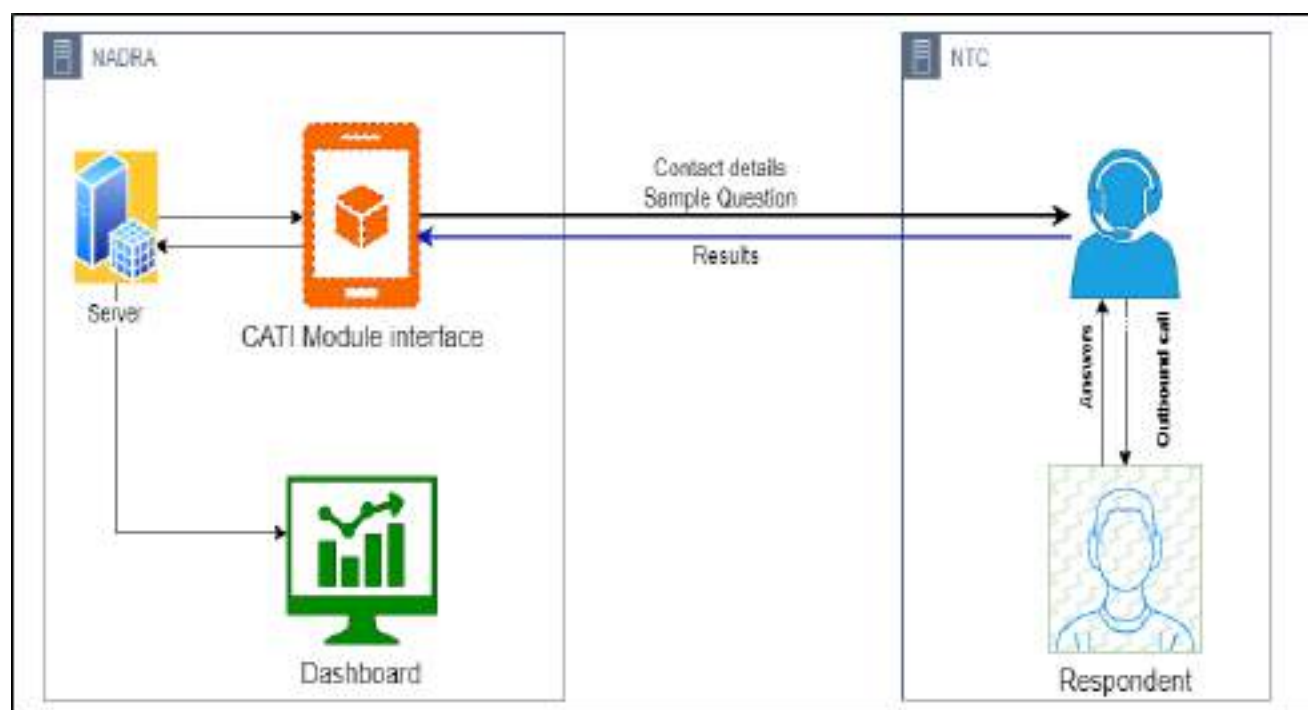 NADRA
NTC
Contact details
Sample Question
Results
Server
CATI Module interface
Answers
Outbound call
Dashboard
Respondent